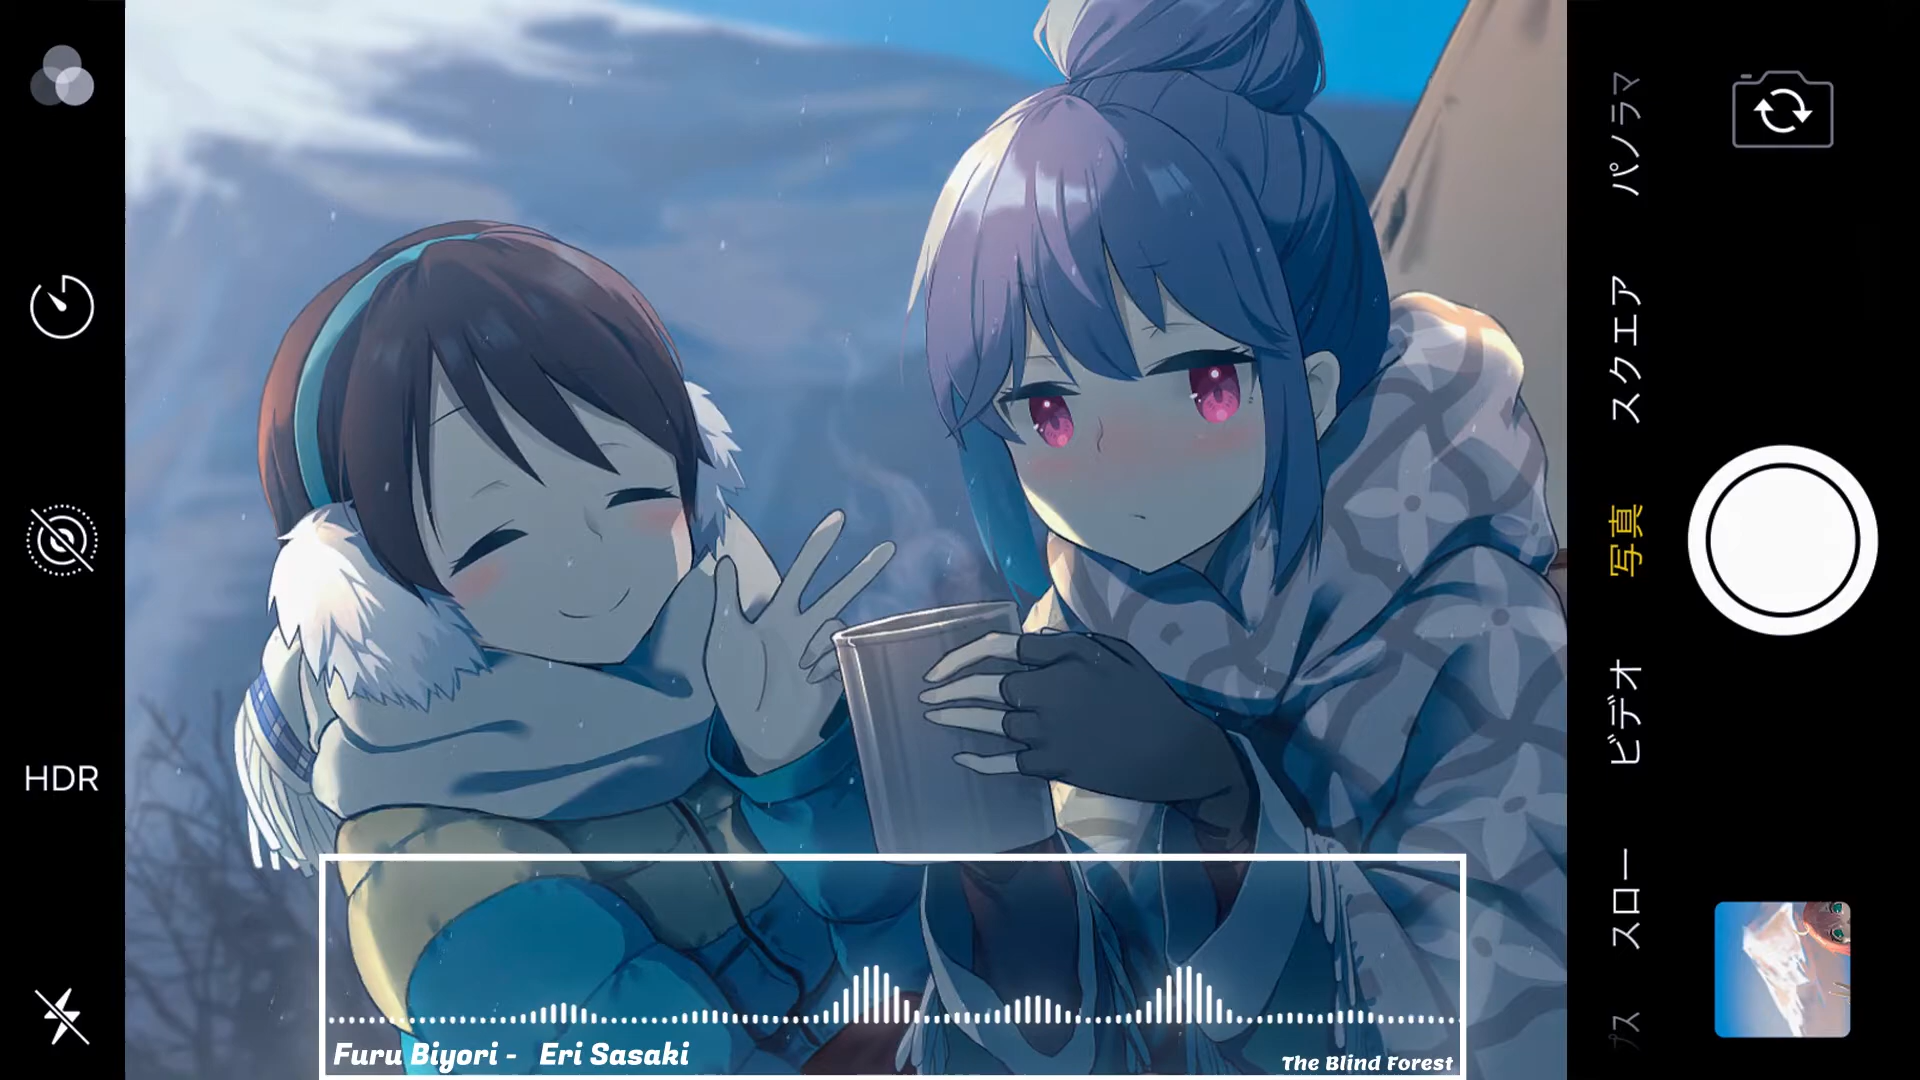 HDR
パノラマ
スクエア
写真
ビデオ
スロー
Furu Biyori - Eri Sasaki
The Blind Forest